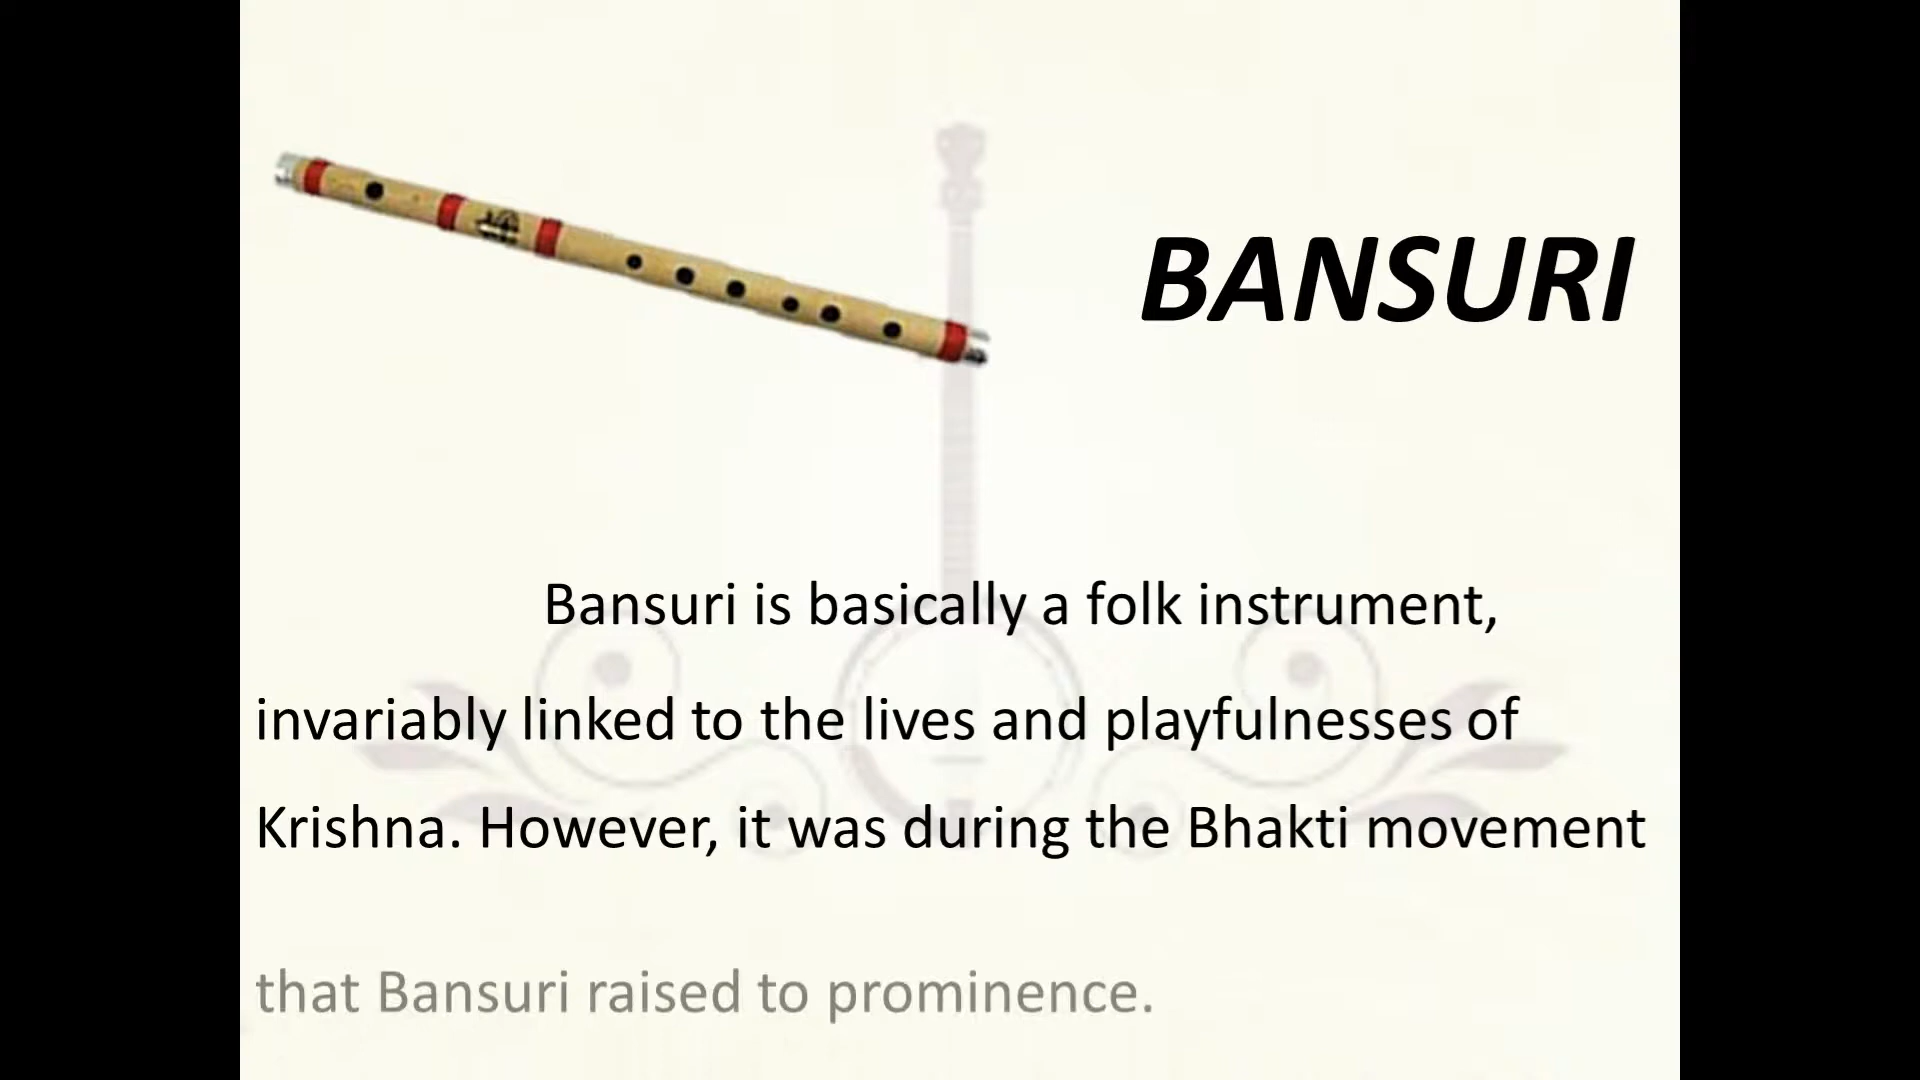 BANSURI
Bansuri is basically a folk instrument,
invariably linked to the lives and playfulnesses of
Krishna. However, it was during the Bhakti movement
that Bansuri raised to prominence.